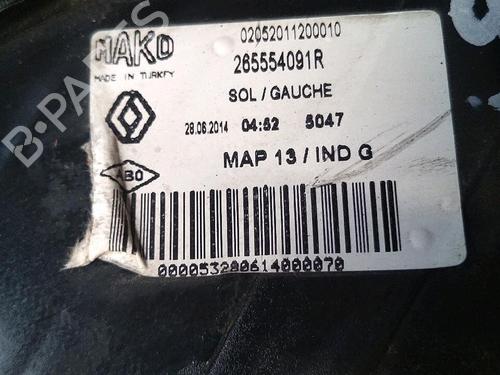 MAKO
MADE IN TURKEY
02052011200010
265554091R
SOL / GAUCHE
28.06.2014 04:52 5047
MAP 13 / IND G
ABO
000053280614000070